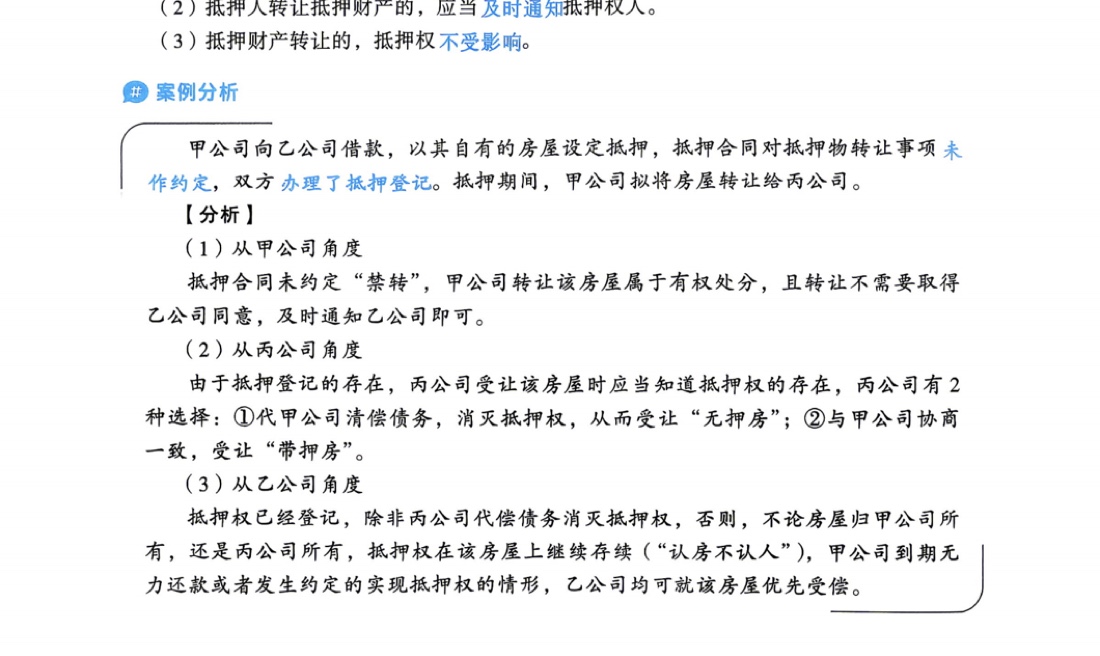 （2）抵押人转让抵押财产的，应当及时通知抵押权人。
（3）抵押财产转让的，抵押权不受影响。
# 案例分析
甲公司向乙公司借款，以其自有的房屋设定抵押，抵押合同对抵押物转让事项未
作约定，双方办理了抵押登记。抵押期间，甲公司拟将房屋转让给丙公司。
【分析】
（1）从甲公司角度
抵押合同未约定“禁转”，甲公司转让该房屋属于有权处分，且转让不需要取得
乙公司同意，及时通知乙公司即可。
（2）从丙公司角度
由于抵押登记的存在，丙公司受让该房屋时应当知道抵押权的存在，丙公司有2
种选择：①代甲公司清偿债务，消灭抵押权，从而受让“无押房”；②与甲公司协商
一致，受让“带押房”。
（3）从乙公司角度
抵押权已经登记，除非丙公司代偿债务消灭抵押权，否则，不论房屋归甲公司所
有，还是丙公司所有，抵押权在该房屋上继续存续（“认房不认人”），甲公司到期无
力还款或者发生约定的实现抵押权的情形，乙公司均可就该房屋优先受偿。